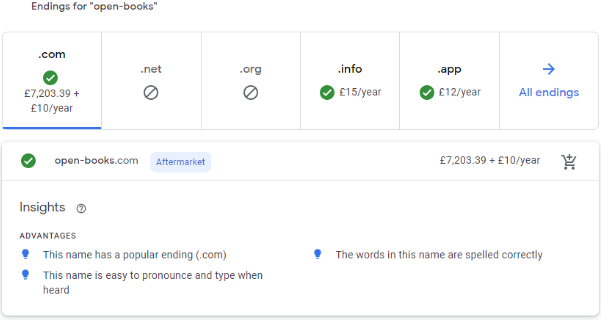 Endings for "open-books"
.com
£7,203.39 +
£10/year
.net
.org
.info
£15/year
.app
£12/year
All endings
open-books.com Aftermarket £7,203.39 + £10/year
Insights
ADVANTAGES
This name has a popular ending (.com)
The words in this name are spelled correctly
This name is easy to pronounce and type when
heard